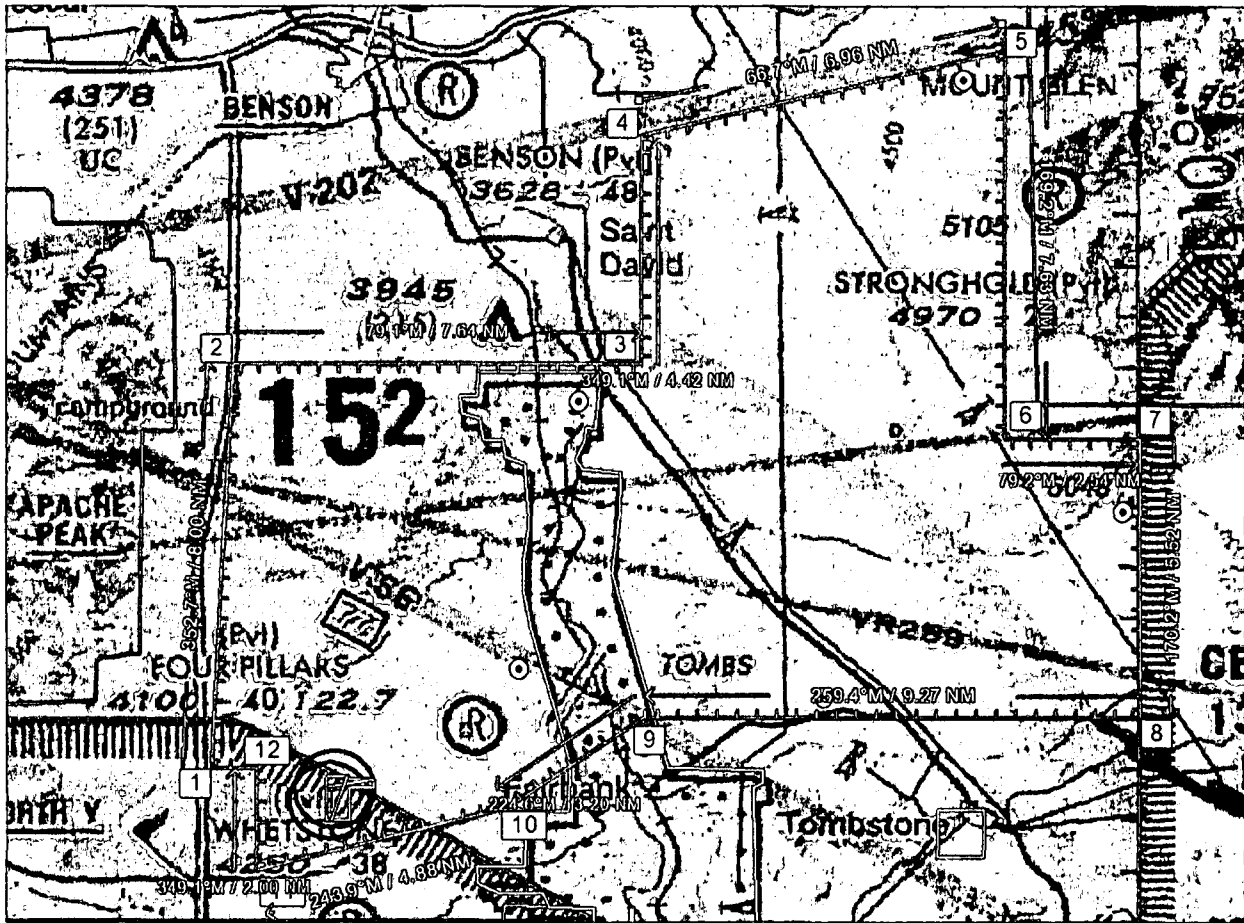 5
66.7°M / 6.96 NM
MOUNT GLEN
4378
(251)
UC
BENSON
R
4
4500
BENSON (Pvt)
3628 - 48
V 202
R
Saint
David
5105
STRONGHOLD (Pvt)
4970
3945
(215)
79.1°M / 7.64 NM
2
3
349.1°M / 4.42 NM
campground
152
6
7
79.2°M / 2.94 NM
APACHE
PEAK
352.7°M / 8.00 NM
V 66
170.2°M / 5.52 NM
VR259
(Pvt)
FOUR PILLARS
4100 40 122.7
TOMBS
259.4°M / 9.27 NM
R
12
9
8
1
Fairbank
224.6°M / 3.20 NM
WHETSTONE
10
Tombstone
4250 38
349.1°M / 2.00 NM
243.9°M / 4.88 NM